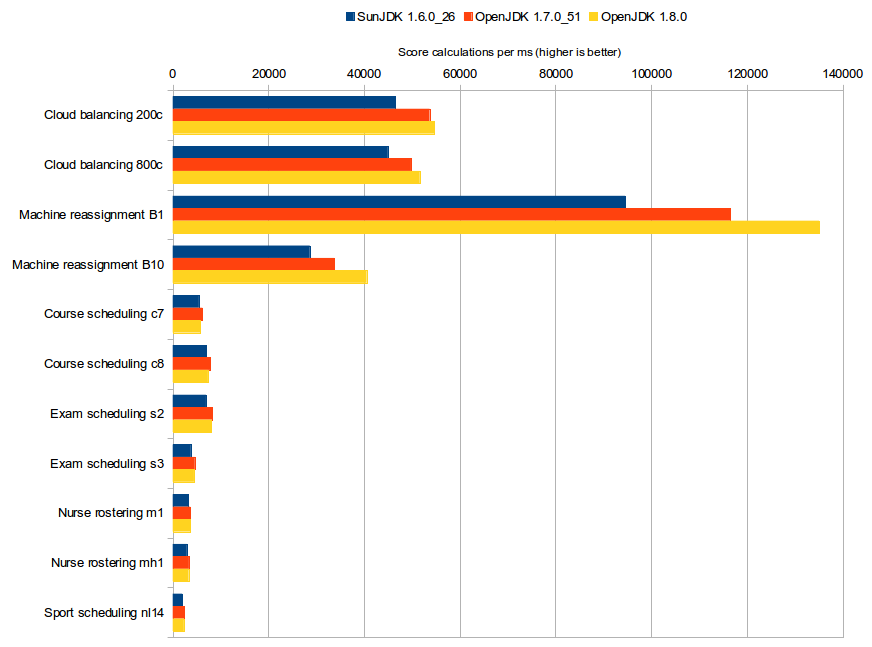 SunJDK 1.6.0_26 OpenJDK 1.7.0_51 OpenJDK 1.8.0
Score calculations per ms (higher is better)
0 20000 40000 60000 80000 100000 120000 140000
Cloud balancing 200c
Cloud balancing 800c
Machine reassignment B1
Machine reassignment B10
Course scheduling c7
Course scheduling c8
Exam scheduling s2
Exam scheduling s3
Nurse rostering m1
Nurse rostering mh1
Sport scheduling nl14